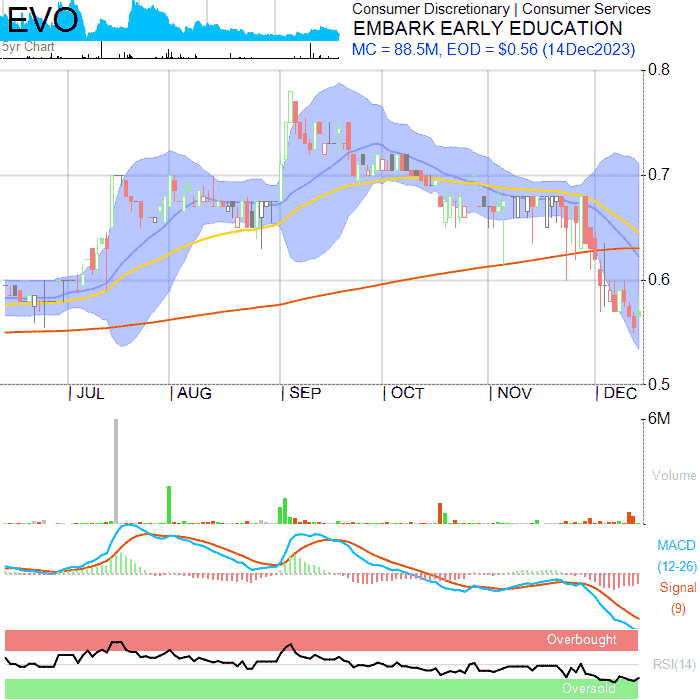 EVO
5yr Chart
Consumer Discretionary | Consumer Services
EMBARK EARLY EDUCATION
MC = 88.5M, EOD = $0.56 (14Dec2023)
0.8
0.7
0.6
0.5
JUL
AUG
SEP
OCT
NOV
DEC
6M
Volume
MACD
(12-26)
Signal
(9)
Overbought
RSI(14)
Oversold